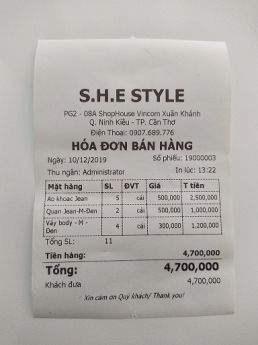 S.H.E STYLE
PG2 - 08A ShopHouse Vincom Xuân Khánh
Q. Ninh Kiều - TP. Cần Thơ
Điện Thoại: 0907.689.776
HÓA ĐƠN BÁN HÀNG
Ngày: 10/12/2019 Số phiếu: 19000003
Thu ngân: Administrator In lúc: 13:22
Mặt hàng SL ĐVT Giá T tiền
Ao khoac Jean 5 cái 500,000 2,500,000
Quan Jean-M-Đen 2 cái 500,000 1,000,000
Váy body - M - 4 cái 300,000 1,200,000
Đen
Tổng SL: 11
Tiền hàng: 4,700,000
Tổng: 4,700,000
Khách đưa 4,700,000
Xin cảm ơn Quý khách/ Thank you!